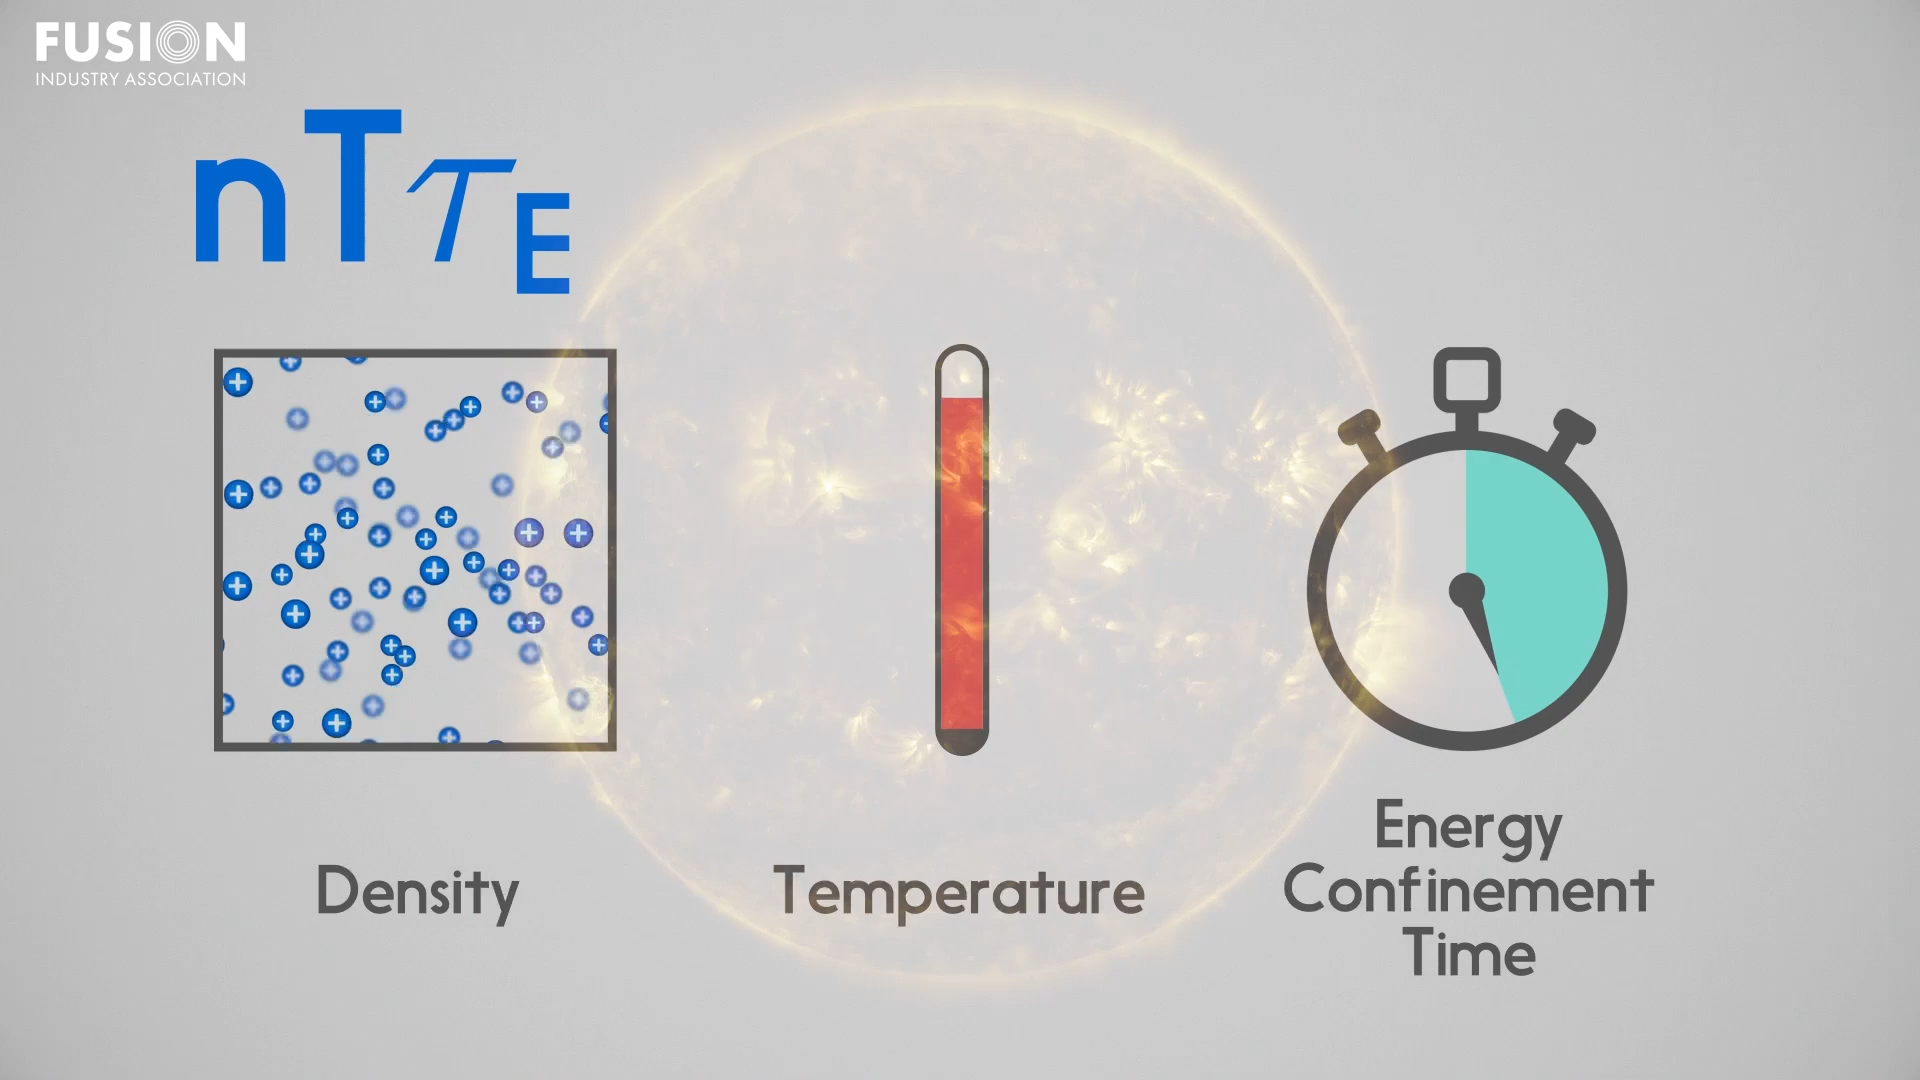 FUSION
INDUSTRY ASSOCIATION
nTτE
Density
Temperature
Energy
Confinement
Time